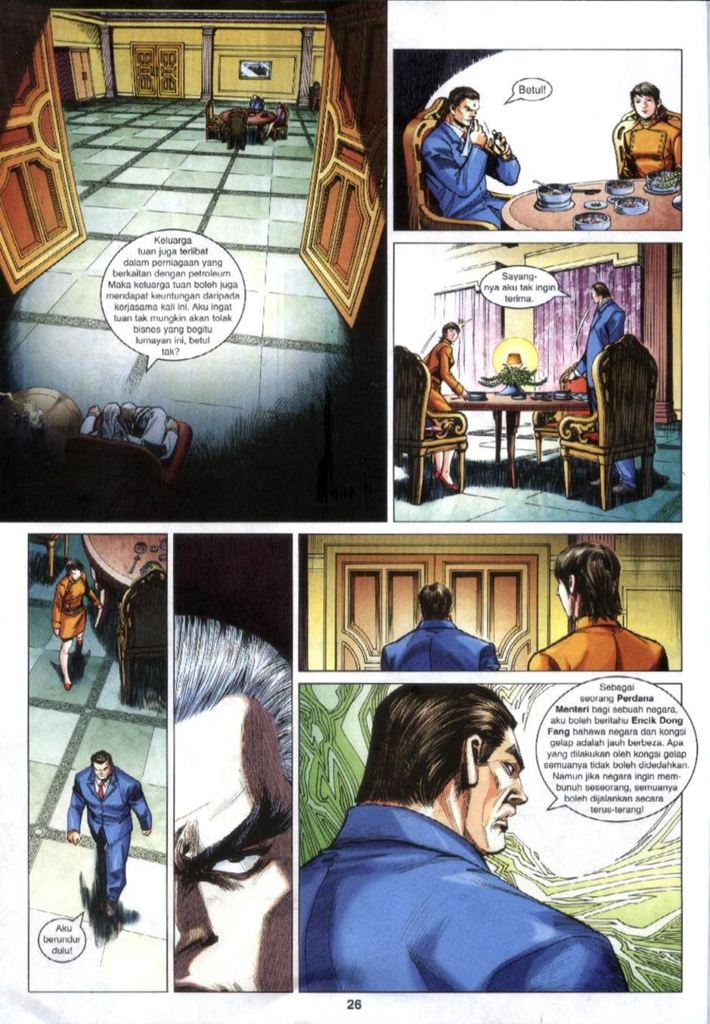 Keluarga
tuan juga terlibat
dalam perniagaan yang
berkaitan dengan petroleum.
Maka keluarga tuan boleh juga
mendapat keuntungan daripada
kerjasama kali ini. Aku ingat
tuan tak mungkin akan tolak
bisnes yang begitu
lumayan ini, betul
tak?
Betul!
Sayang-
nya aku tak ingin
terima.
Aku
berundur
dulu!
Sebagai
seorang Perdana
Menteri bagi sebuah negara,
aku boleh beritahu Encik Dong
Fang bahawa negara dan kongsi
gelap adalah jauh berbeza. Apa
yang dilakukan oleh kongsi gelap
semuanya tidak boleh didedahkan.
Namun jika negara ingin mem-
bunuh seseorang, semuanya
boleh dijalankan secara
terus-terang!
26